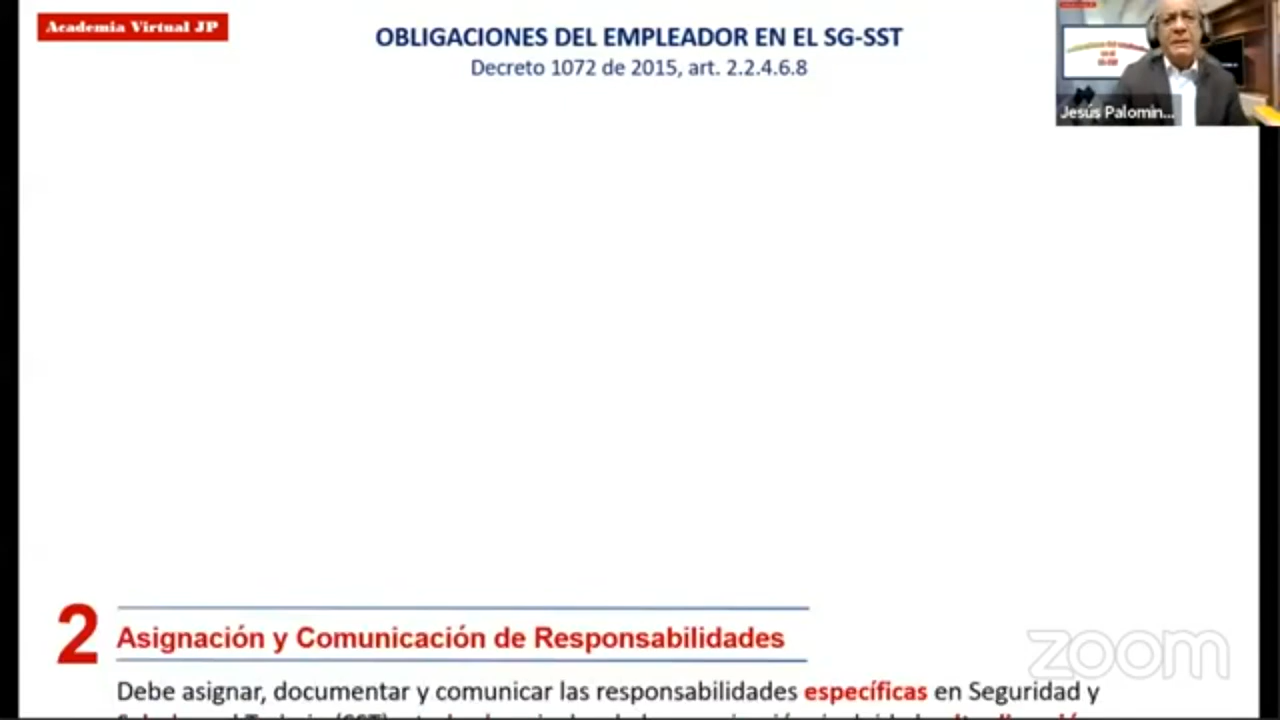 Academia Virtual JP
OBLIGACIONES DEL EMPLEADOR EN EL SG-SST
Decreto 1072 de 2015, art. 2.2.4.6.8
Jesús Palomin...
2
Asignación y Comunicación de Responsabilidades
zoom
Debe asignar, documentar y comunicar las responsabilidades específicas en Seguridad y